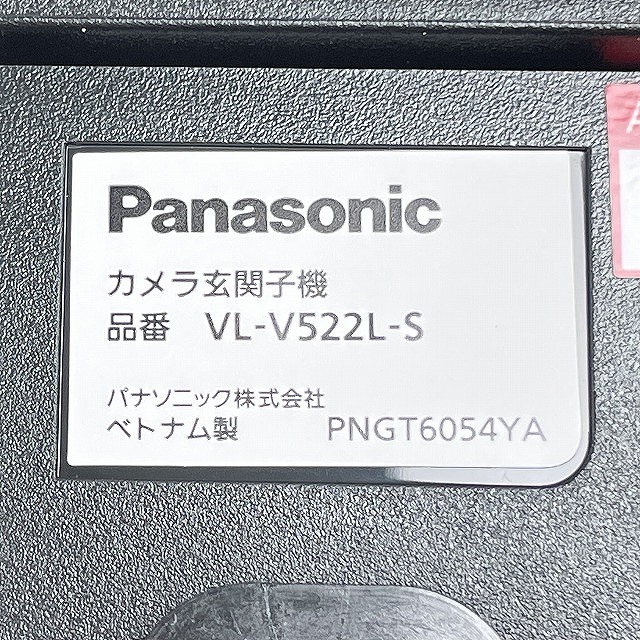 Panasonic
カメラ玄関子機
品番 VL-V522L-S
パナソニック株式会社
ベトナム製 PNGT6054YA